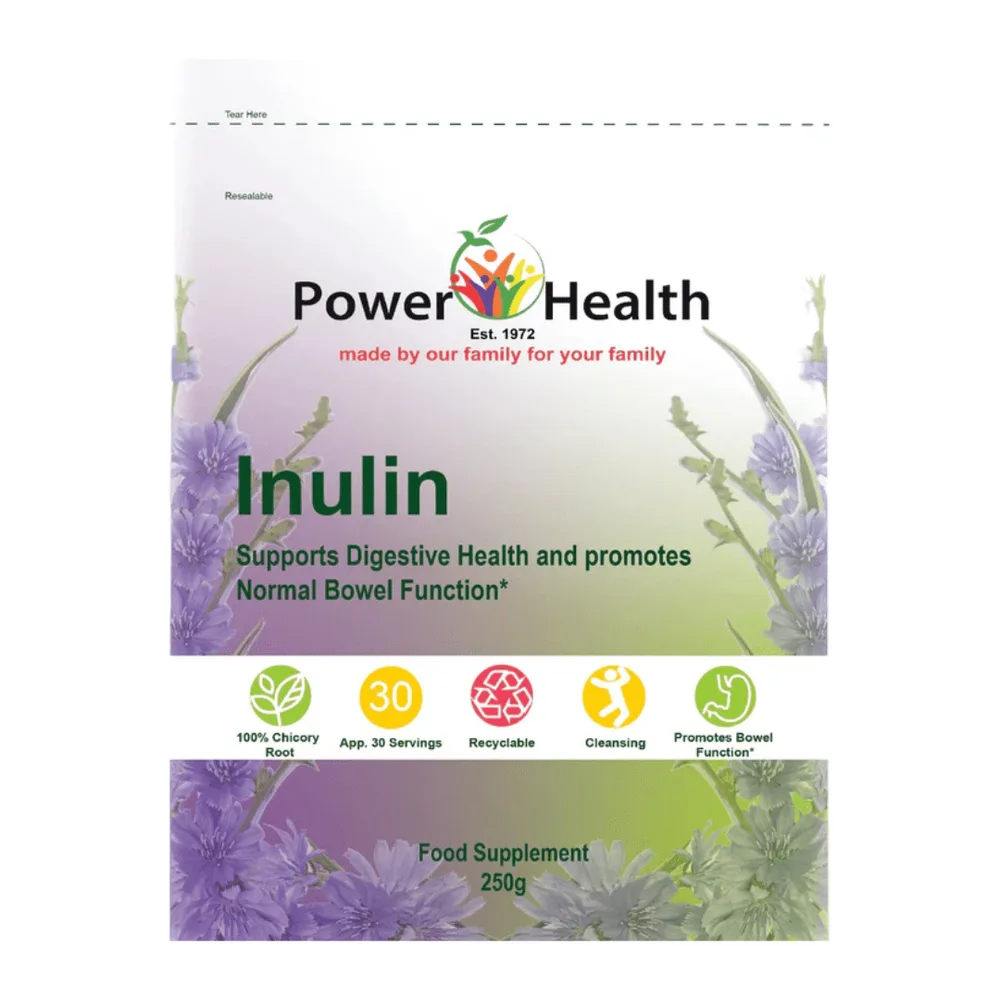 Tear Here
Resealable
Power Health
Est. 1972
made by our family for your family
Inulin
Supports Digestive Health and promotes
Normal Bowel Function*
100% Chicory
Root
30
App. 30 Servings
Recyclable
Cleansing
Promotes Bowel
Function*
Food Supplement
250g